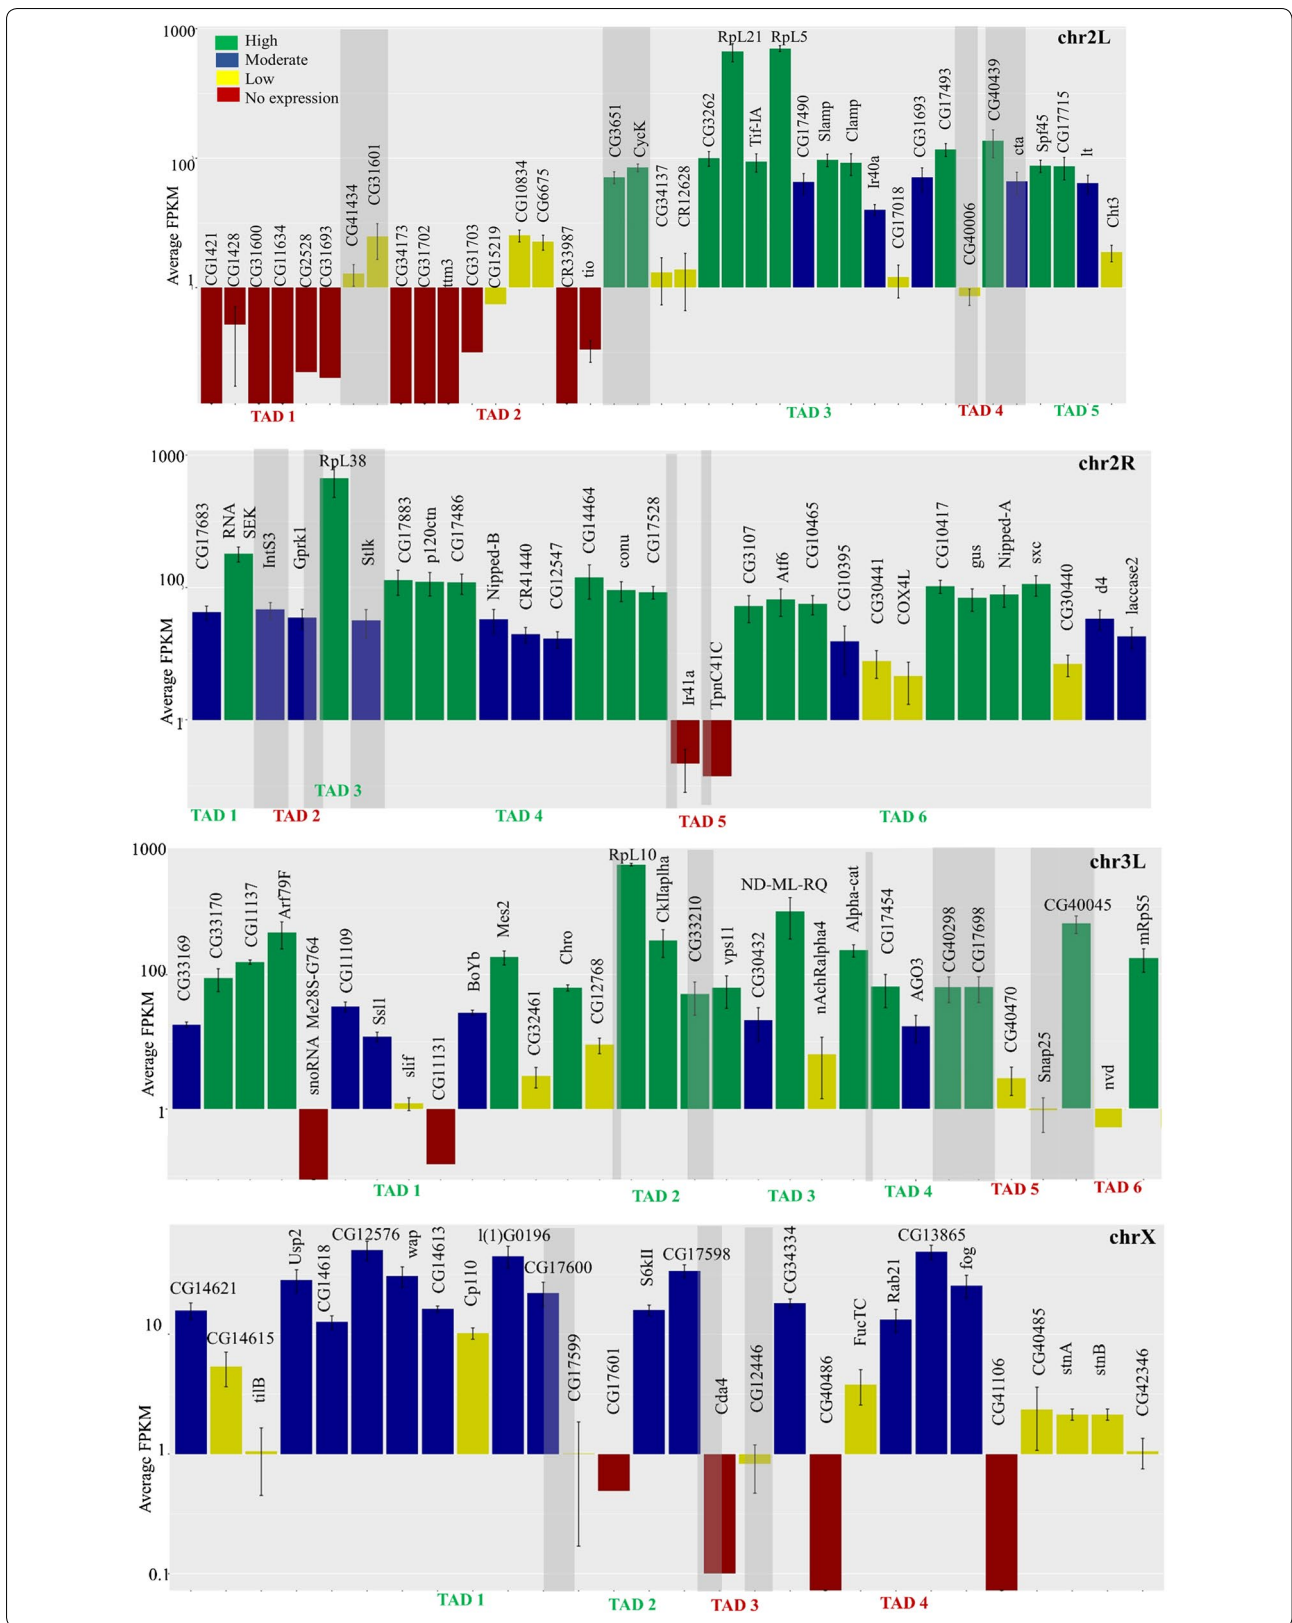 1000
chr2L
High
Moderate
Low
No expression
100
1
Average FPKM
CG1421
CG1428
CG31600
CG11634
CG2528
CG31693
CG41434
CG31601
CG34173
CG31702
ttm3
CG31703
CG15219
CG10834
CG6675
CR33987
tio
CG3651
CycK
CG34137
CR12628
CG3262
RpL21
Tif-IA
RpL5
CG17490
Slamp
Clamp
Ir40a
CG17018
CG31693
CG17493
CG40006
CG40439
cta
Spf45
CG17715
lt
Cht3
TAD 1
TAD 2
TAD 3
TAD 4
TAD 5
1000
chr2R
100
1
Average FPKM
CG17683
RNA
SEK
IntS3
Gprk1
RpL38
Stlk
CG17883
p120ctn
CG17486
Nipped-B
CR41440
CG12547
CG14464
conu
CG17528
Ir41a
TpnC41C
CG3107
Atf6
CG10465
CG10395
CG30441
COX4L
CG10417
gus
Nipped-A
sxc
CG30440
d4
laccase2
TAD 1
TAD 2
TAD 3
TAD 4
TAD 5
TAD 6
1000
chr3L
100
1
Average FPKM
CG33169
CG33170
CG11137
Arf79F
snoRNA Me28S-G764
CG11109
Ssl1
slif
CG11131
BoYb
Mes2
CG32461
Chro
CG12768
RpL10
CkIIaplha
CG33210
vps11
CG30432
ND-ML-RQ
nAchRalpha4
Alpha-cat
CG17454
AGO3
CG40298
CG17698
CG40470
Snap25
CG40045
nvd
mRpS5
TAD 1
TAD 2
TAD 3
TAD 4
TAD 5
TAD 6
chrX
10
1
0.1
Average FPKM
CG14621
CG14615
tilB
Usp2
CG14618
CG12576
wap
CG14613
Cp110
l(1)G0196
CG17600
CG17599
CG17601
S6kII
CG17598
Cda4
CG12446
CG34334
CG40486
FucTC
Rab21
CG13865
fog
CG41106
CG40485
stnA
stnB
CG42346
TAD 1
TAD 2
TAD 3
TAD 4